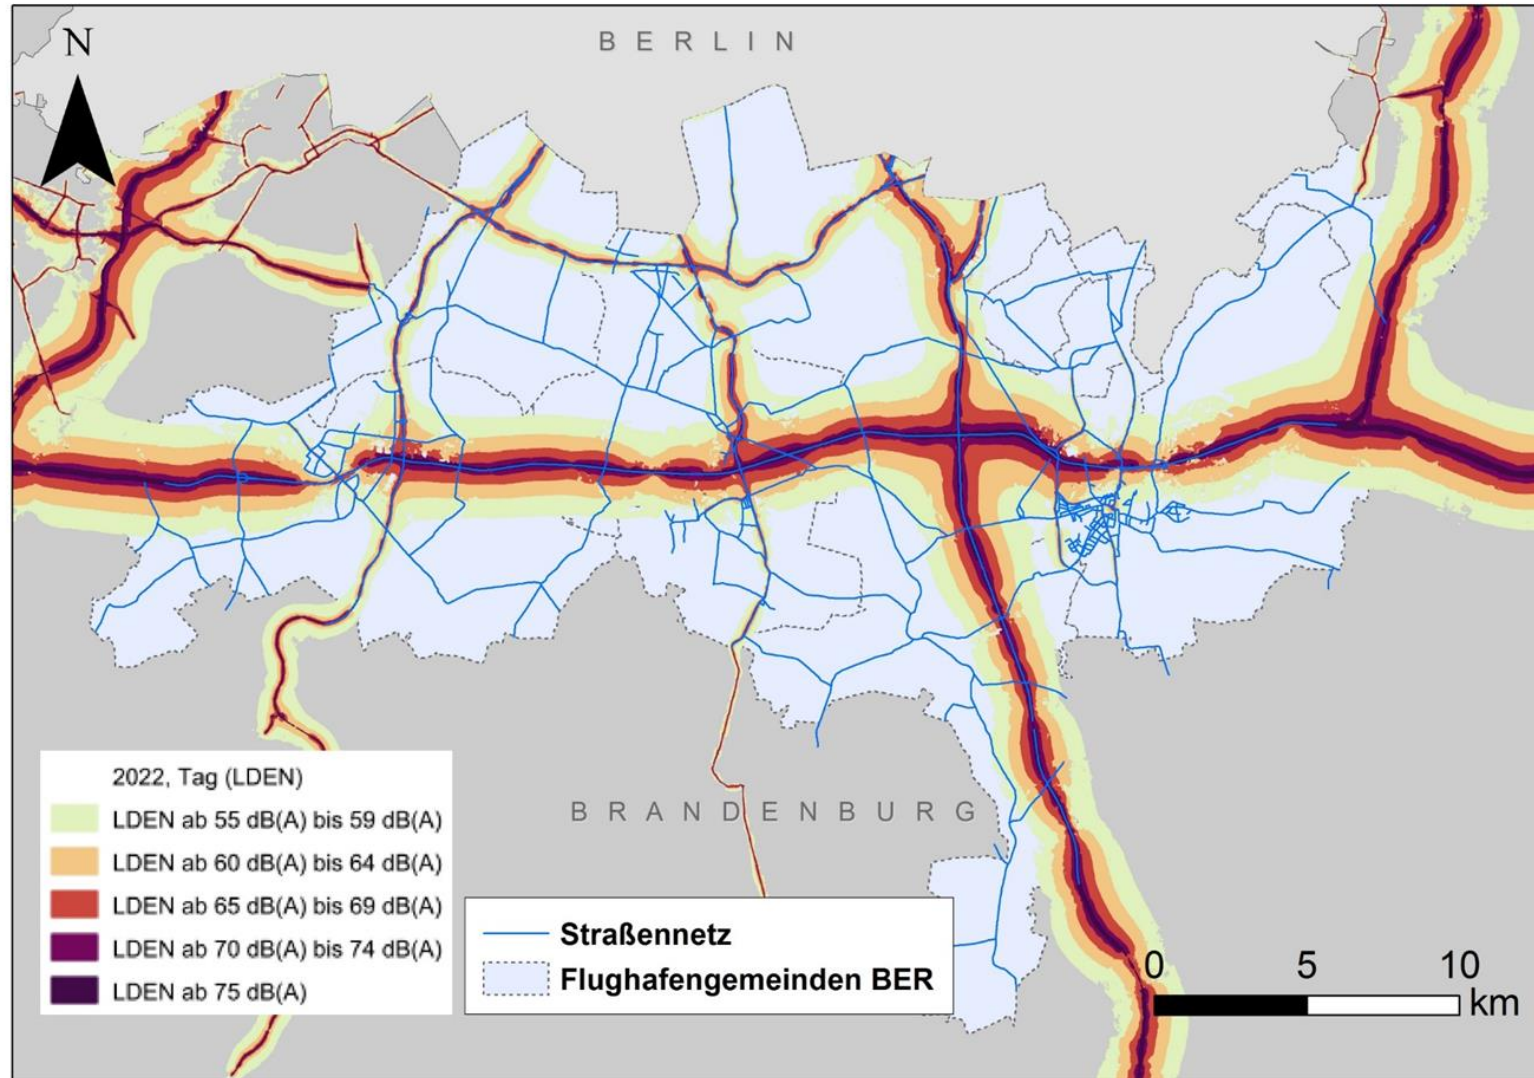 N
BERLIN
BRANDENBURG
2022, Tag (LDEN)
LDEN ab 55 dB(A) bis 59 dB(A)
LDEN ab 60 dB(A) bis 64 dB(A)
LDEN ab 65 dB(A) bis 69 dB(A)
LDEN ab 70 dB(A) bis 74 dB(A)
LDEN ab 75 dB(A)
Straßennetz
Flughafengemeinden BER
0 5 10
km